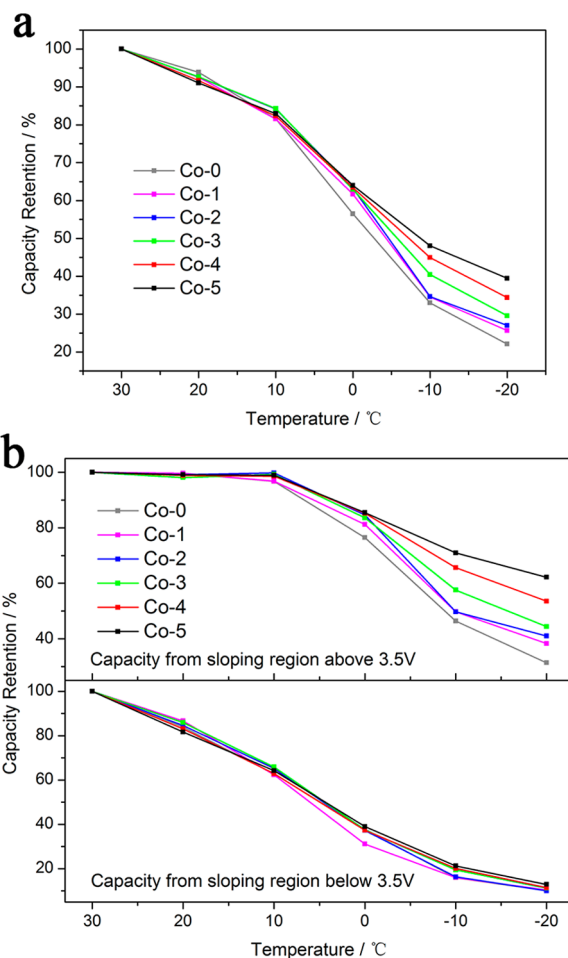 a
Capacity Retention / %
100
90
80
70
60
50
40
30
20
Co-0
Co-1
Co-2
Co-3
Co-4
Co-5
30 20 10 0 -10 -20
Temperature / ℃
b
Capacity Retention / %
100
80
60
40
Co-0
Co-1
Co-2
Co-3
Co-4
Co-5
Capacity from sloping region above 3.5V
100
80
60
40
20
Capacity from sloping region below 3.5V
30 20 10 0 -10 -20
Temperature / ℃